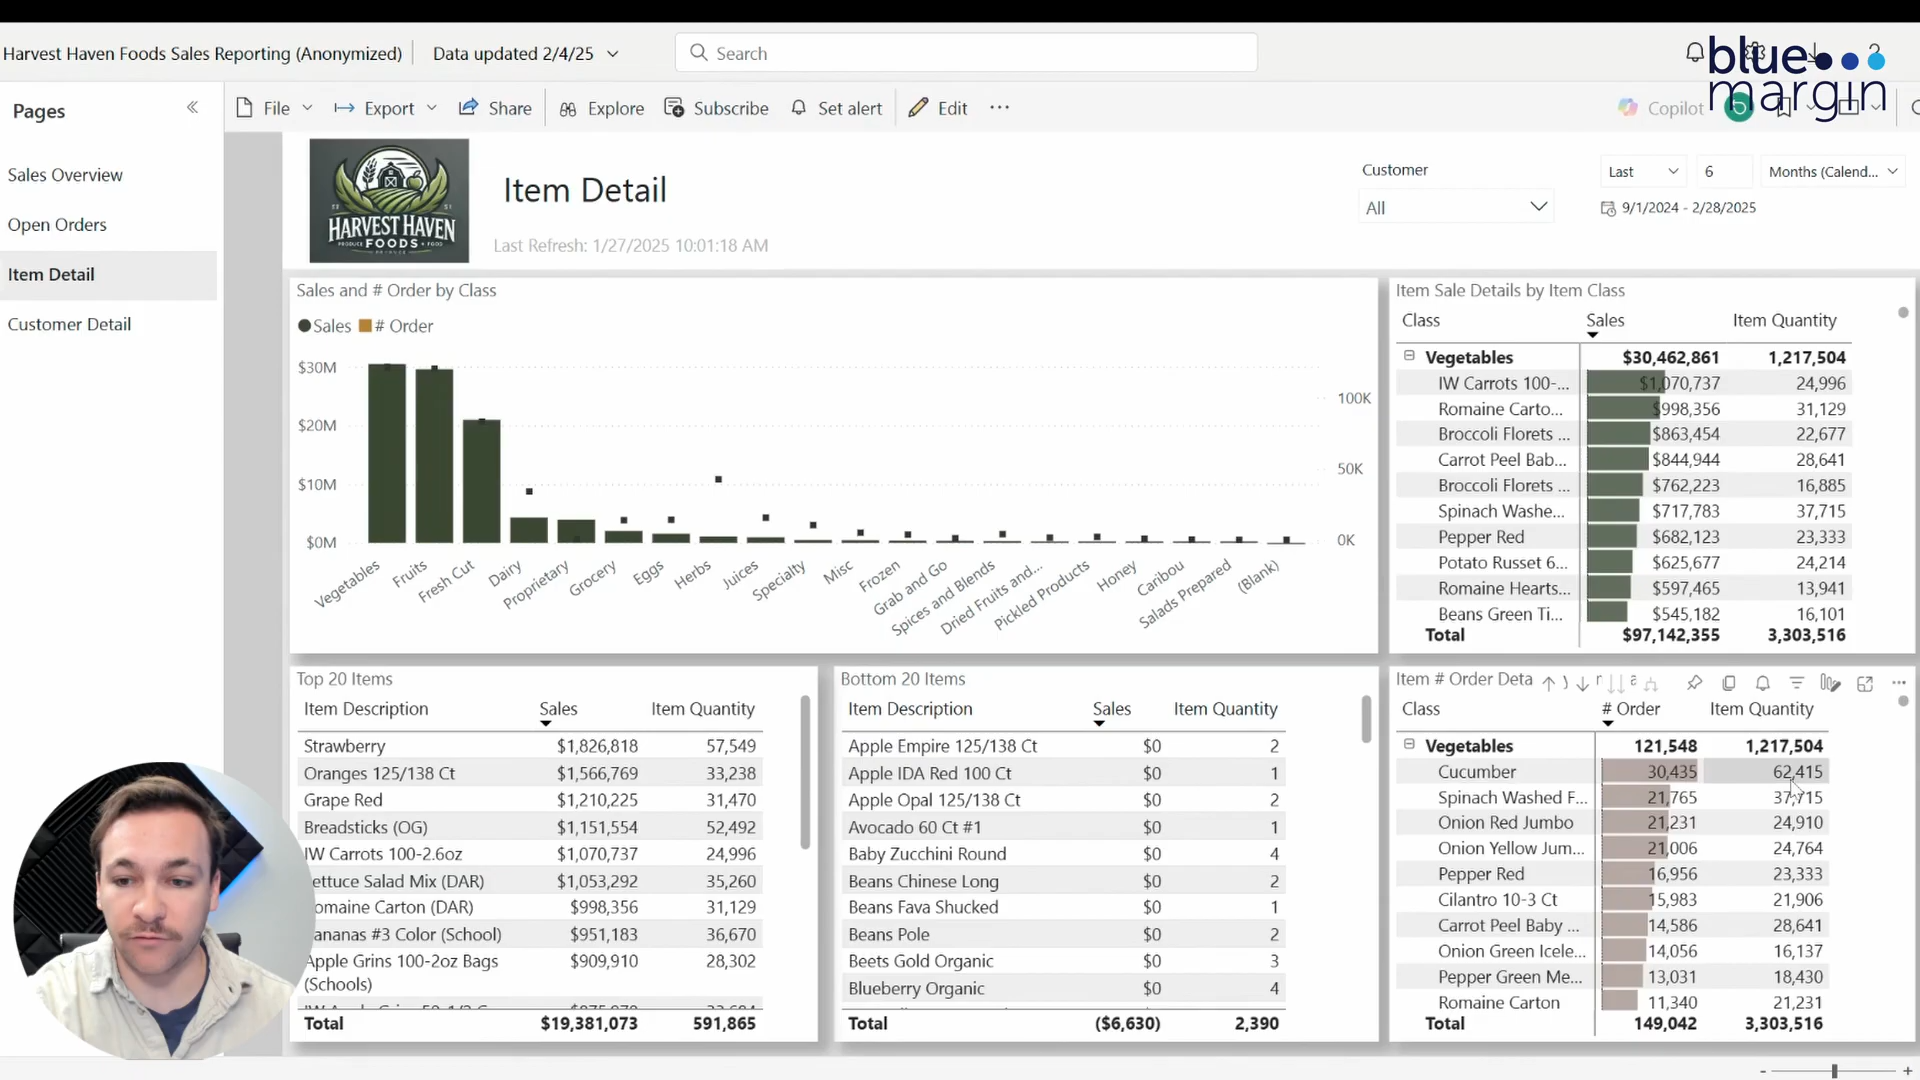 Harvest Haven Foods Sales Reporting (Anonymized)
Data updated 2/4/25
Search
blue margin
Pages
Sales Overview
Open Orders
Item Detail
Customer Detail
File
Export
Share
Explore
Subscribe
Set alert
Edit
Copilot
HARVEST HAVEN
FOODS
Item Detail
Last Refresh: 1/27/2025 10:01:18 AM
Customer
All
Last
6
Months (Calend...
9/1/2024 - 2/28/2025
Sales and # Order by Class
Sales # Order
$30M
$20M
$10M
$0M
100K
50K
0K
Vegetables
Fruits
Fresh Cut
Dairy
Proprietary
Grocery
Eggs
Herbs
Juices
Specialty
Misc
Frozen
Grab and Go
Spices and Blends
Dried Fruits and...
Pickled Products
Honey
Caribou
Salads Prepared
(Blank)
Item Sale Details by Item Class
Class Sales Item Quantity
Vegetables $30,462,861 1,217,504
IW Carrots 100-... $1,070,737 24,996
Romaine Carto... $998,356 31,129
Broccoli Florets ... $863,454 22,677
Carrot Peel Bab... $844,944 28,641
Broccoli Florets ... $762,223 16,885
Spinach Washe... $717,783 37,715
Pepper Red $682,123 23,333
Potato Russet 6... $625,677 24,214
Romaine Hearts... $597,465 13,941
Beans Green Ti... $545,182 16,101
Total $97,142,355 3,303,516
Top 20 Items
Item Description Sales Item Quantity
Strawberry $1,826,818 57,549
Oranges 125/138 Ct $1,566,769 33,238
Grape Red $1,210,225 31,470
Breadsticks (OG) $1,151,554 52,492
IW Carrots 100-2.6oz $1,070,737 24,996
ettuce Salad Mix (DAR) $1,053,292 35,260
omaine Carton (DAR) $998,356 31,129
ananas #3 Color (School) $951,183 36,670
Apple Grins 100-2oz Bags $909,910 28,302
(Schools)
Total $19,381,073 591,865
Bottom 20 Items
Item Description Sales Item Quantity
Apple Empire 125/138 Ct $0 2
Apple IDA Red 100 Ct $0 1
Apple Opal 125/138 Ct $0 2
Avocado 60 Ct #1 $0 1
Baby Zucchini Round $0 4
Beans Chinese Long $0 2
Beans Fava Shucked $0 1
Beans Pole $0 2
Beets Gold Organic $0 3
Blueberry Organic $0 4
Total ($6,630) 2,390
Item # Order Deta
Class # Order Item Quantity
Vegetables 121,548 1,217,504
Cucumber 30,435 62,415
Spinach Washed F... 21,765 37,715
Onion Red Jumbo 21,231 24,910
Onion Yellow Jum... 21,006 24,764
Pepper Red 16,956 23,333
Cilantro 10-3 Ct 15,983 21,906
Carrot Peel Baby ... 14,586 28,641
Onion Green Icele... 14,056 16,137
Pepper Green Me... 13,031 18,430
Romaine Carton 11,340 21,231
Total 149,042 3,303,516